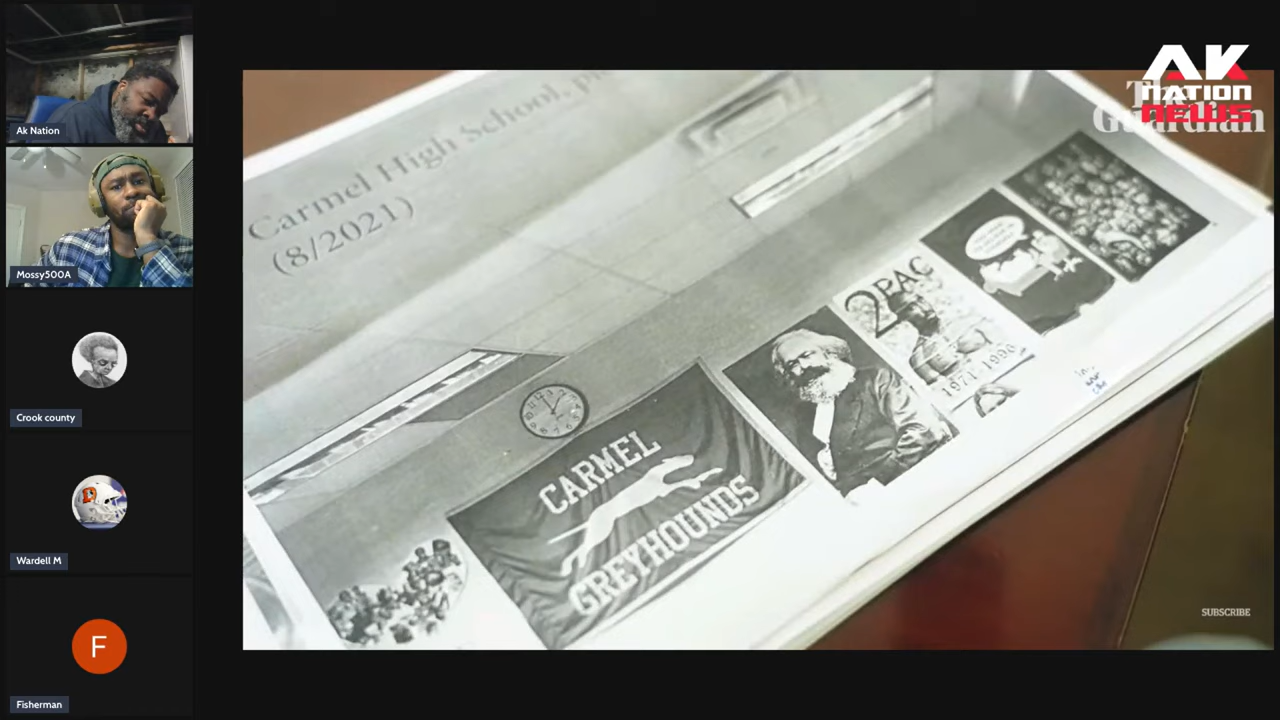 Ak Nation
Mossy500A
Crook county
Wardell M
F
Fisherman
AK
NATION
NEWS
The
Guardian
Carmel High School,
(8/2021)
CARMEL
GREYHOUNDS
2PAC
1971-1996
SUBSCRIBE